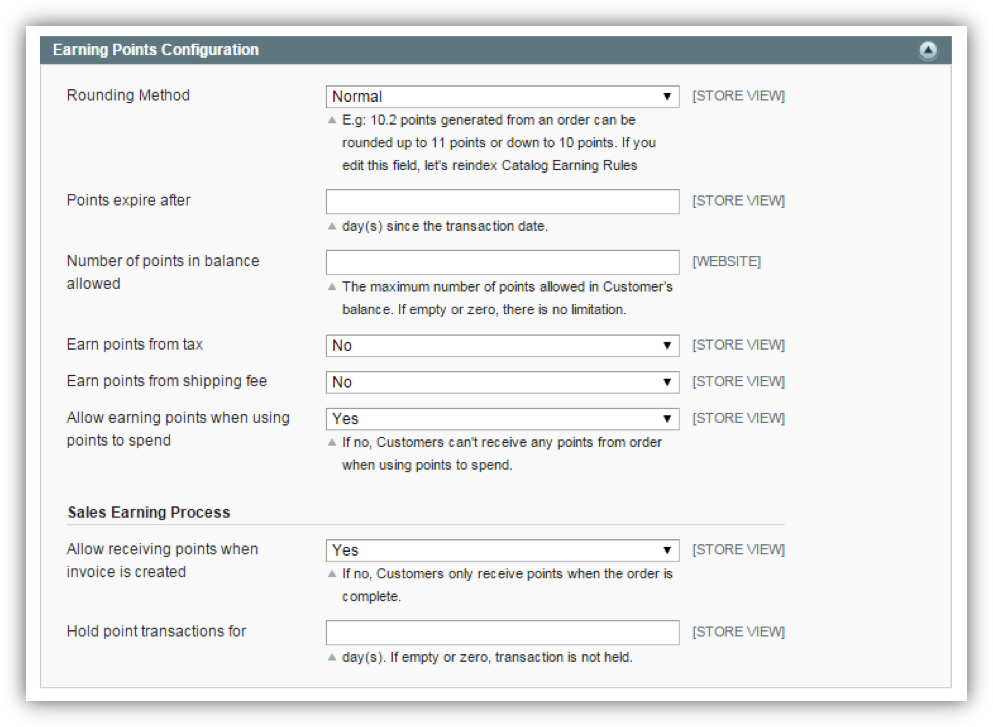 Earning Points Configuration
Rounding Method
Normal
[STORE VIEW]
E.g: 10.2 points generated from an order can be
rounded up to 11 points or down to 10 points. If you
edit this field, let's reindex Catalog Earning Rules
Points expire after
[STORE VIEW]
day(s) since the transaction date.
Number of points in balance
allowed
[WEBSITE]
The maximum number of points allowed in Customer's
balance. If empty or zero, there is no limitation.
Earn points from tax
No
[STORE VIEW]
Earn points from shipping fee
No
[STORE VIEW]
Allow earning points when using
points to spend
Yes
[STORE VIEW]
If no, Customers can't receive any points from order
when using points to spend.
Sales Earning Process
Allow receiving points when
invoice is created
Yes
[STORE VIEW]
If no, Customers only receive points when the order is
complete.
Hold point transactions for
[STORE VIEW]
day(s). If empty or zero, transaction is not held.